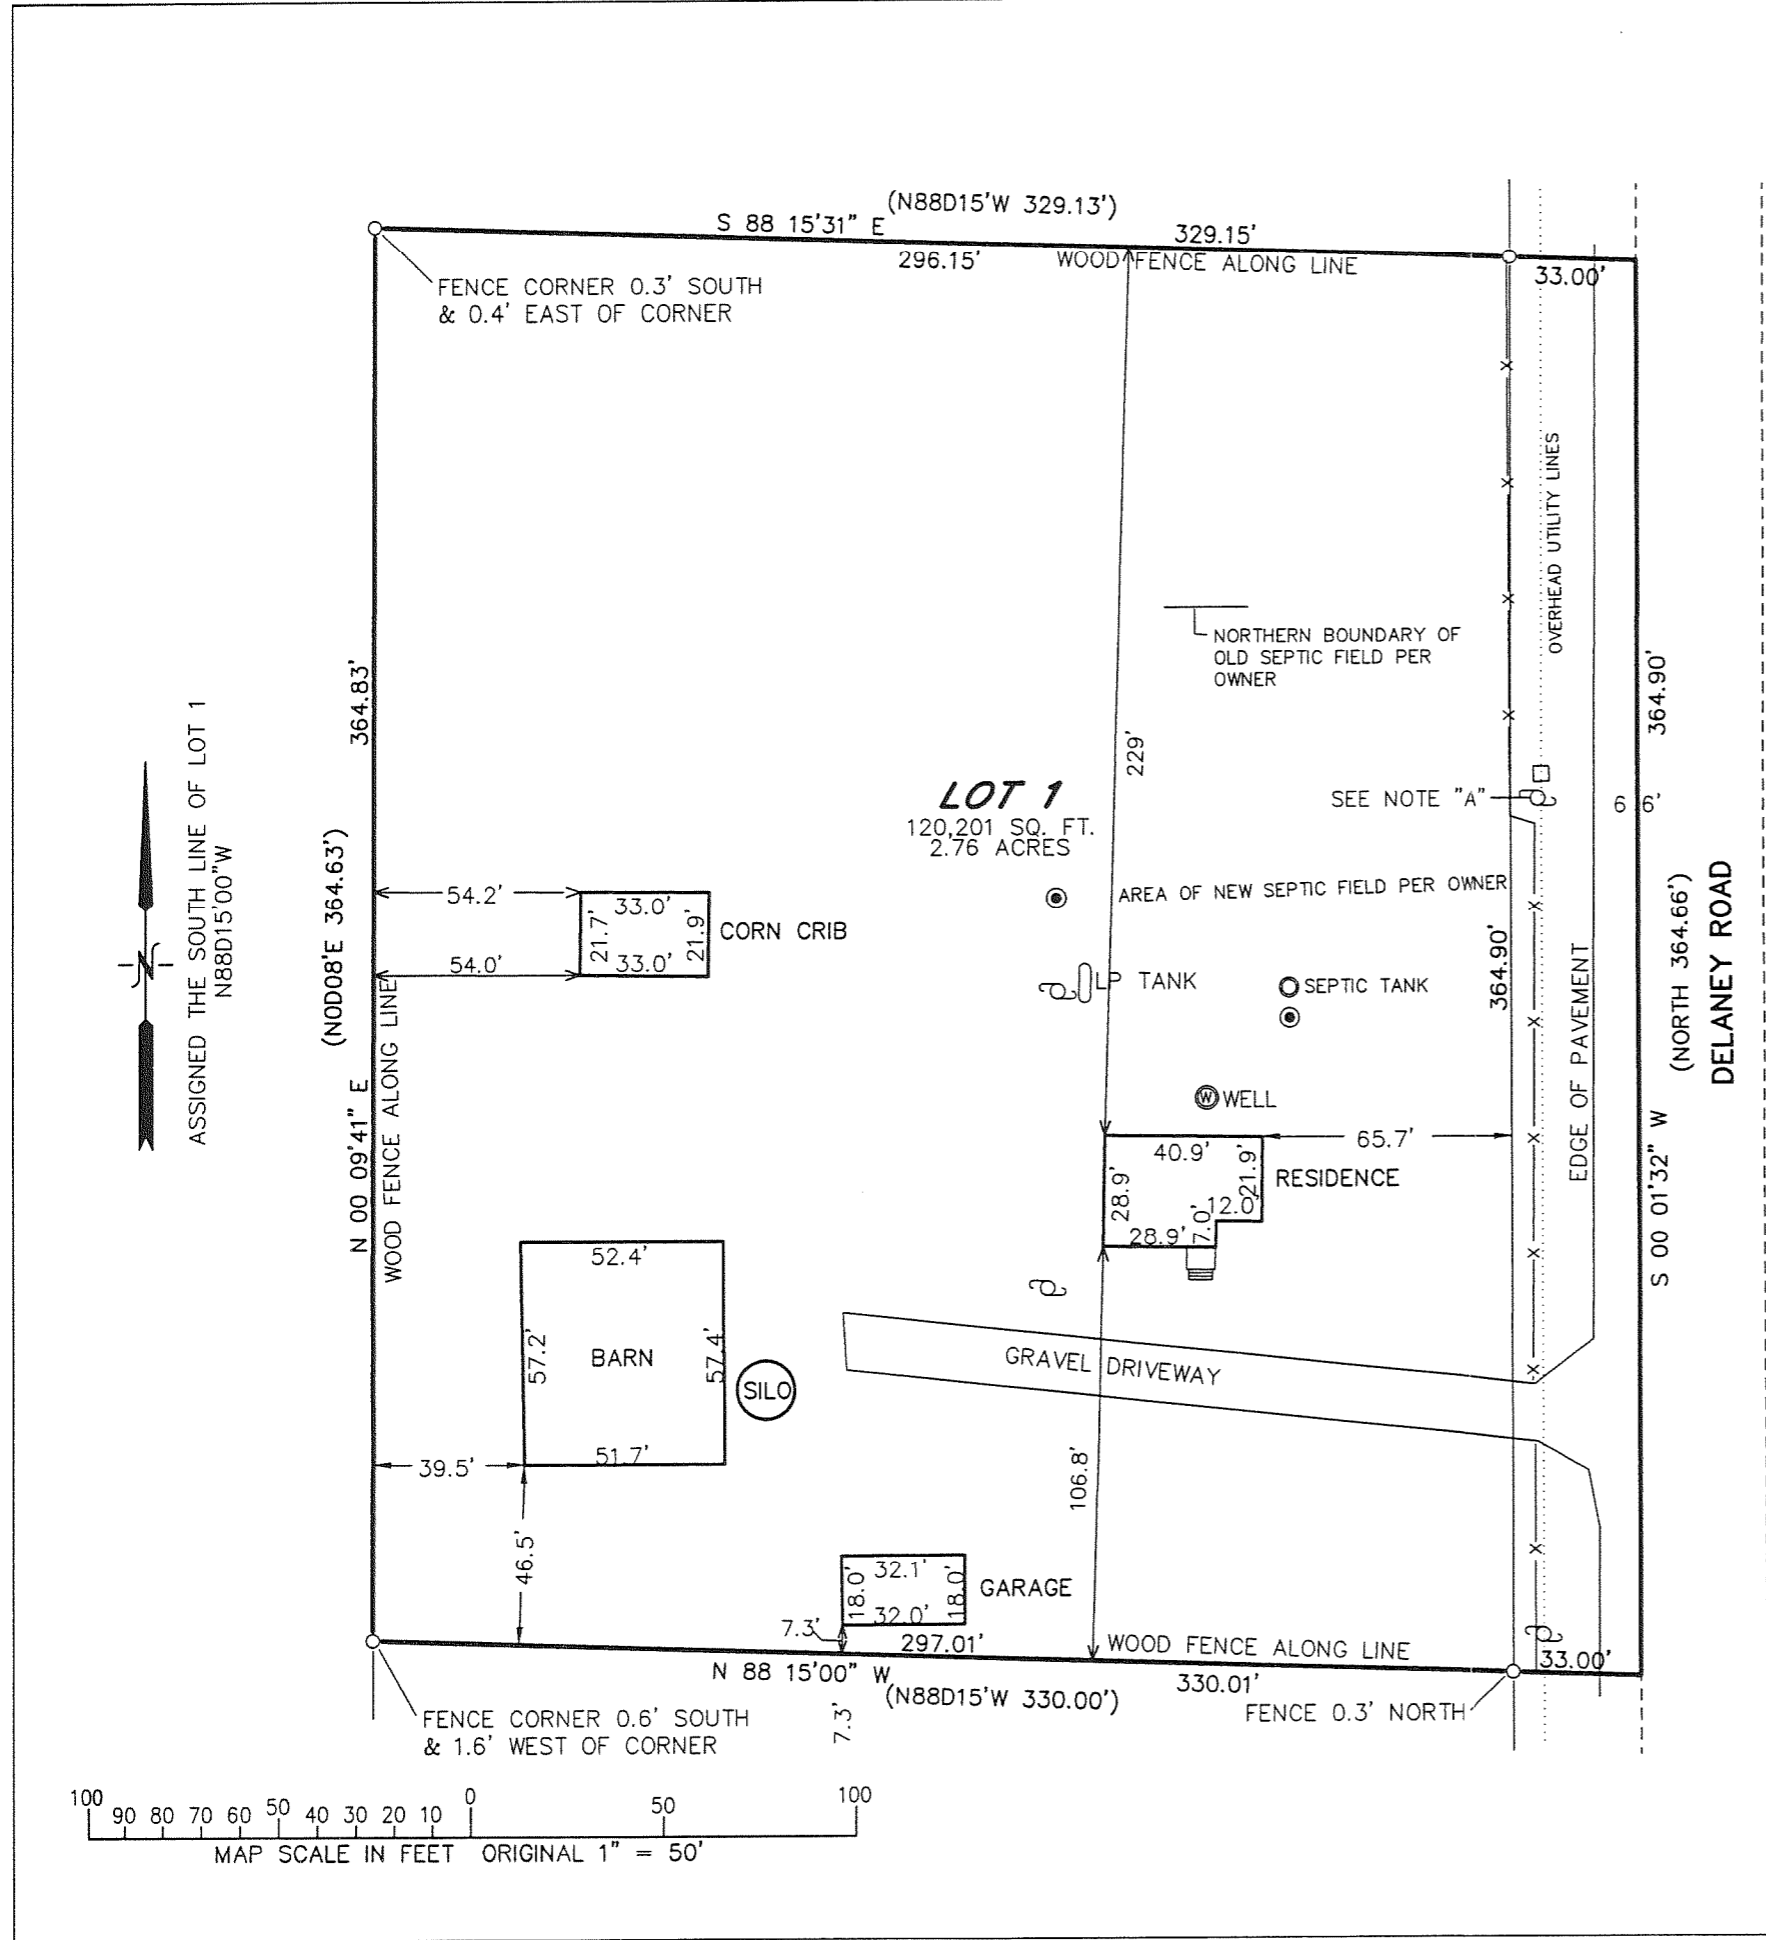 (N88D15'W 329.13')
S 88 15'31" E
329.15'
296.15'
WOOD FENCE ALONG LINE
33.00'
FENCE CORNER 0.3' SOUTH
& 0.4' EAST OF CORNER
OVERHEAD UTILITY LINES
NORTHERN BOUNDARY OF
OLD SEPTIC FIELD PER
OWNER
364.83'
364.90'
229'
LOT 1
120,201 SQ. FT.
2.76 ACRES
SEE NOTE "A"
6 6'
ASSIGNED THE SOUTH LINE OF LOT 1
N88D15'00"W
N
(N0D08'E 364.63')
54.2'
33.0'
21.7'
21.9'
CORN CRIB
54.0'
33.0'
AREA OF NEW SEPTIC FIELD PER OWNER
LP TANK
SEPTIC TANK
364.90'
EDGE OF PAVEMENT
(NORTH 364.66')
DELANEY ROAD
N 00 09'41" E
WOOD FENCE ALONG LINE
W WELL
40.9'
65.7'
28.9'
21.9'
RESIDENCE
12.0'
7.0'
28.9'
S 00 01'32" W
52.4'
57.2'
BARN
57.4'
SILO
51.7'
39.5'
46.5'
GRAVEL DRIVEWAY
106.8'
32.1'
18.0'
18.0'
GARAGE
32.0'
7.3'
297.01'
WOOD FENCE ALONG LINE
33.00'
N 88 15'00" W
(N88D15'W 330.00')
330.01'
7.3'
FENCE 0.3' NORTH
FENCE CORNER 0.6' SOUTH
& 1.6' WEST OF CORNER
100 90 80 70 60 50 40 30 20 10 0 50 100
MAP SCALE IN FEET ORIGINAL 1" = 50'